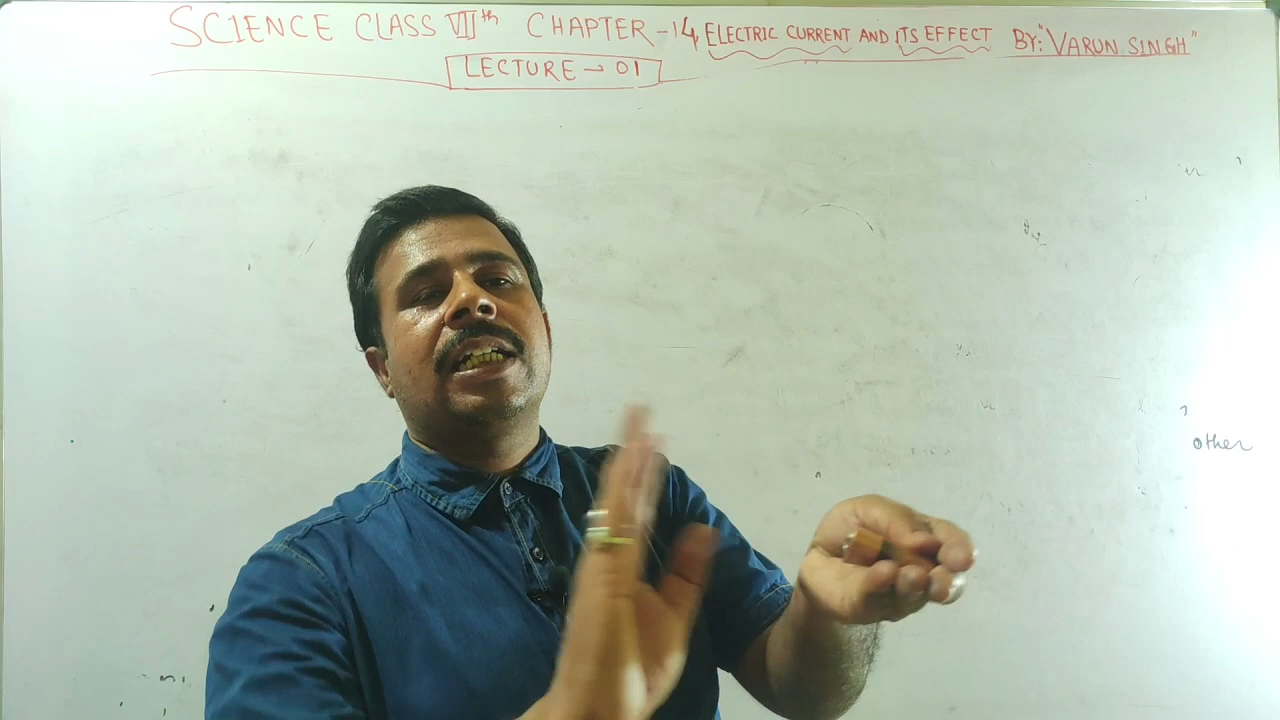 SCIENCE CLASS VIIth CHAPTER-14, ELECTRIC CURRENT AND ITS EFFECT BY:"VARUN SINGH"
LECTURE → 01
other